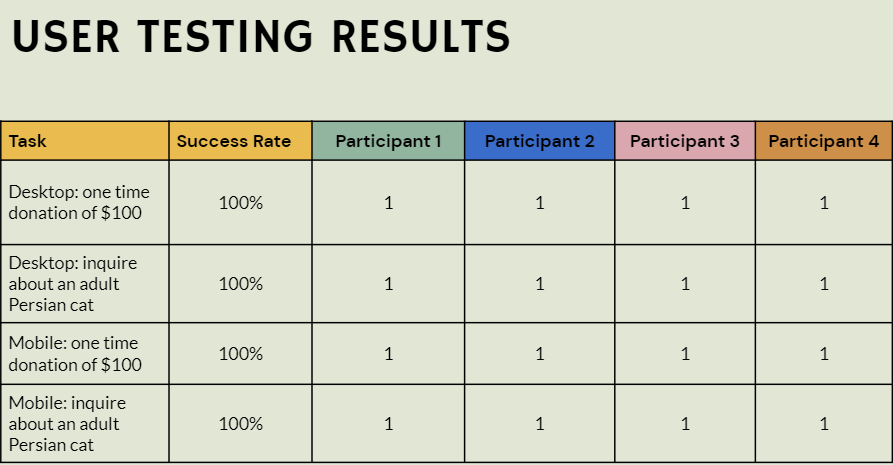 USER TESTING RESULTS
Task Success Rate Participant 1 Participant 2 Participant 3 Participant 4
Desktop: one time
donation of $100 100% 1 1 1 1
Desktop: inquire
about an adult 100% 1 1 1 1
Persian cat
Mobile: one time
donation of $100 100% 1 1 1 1
Mobile: inquire
about an adult 100% 1 1 1 1
Persian cat